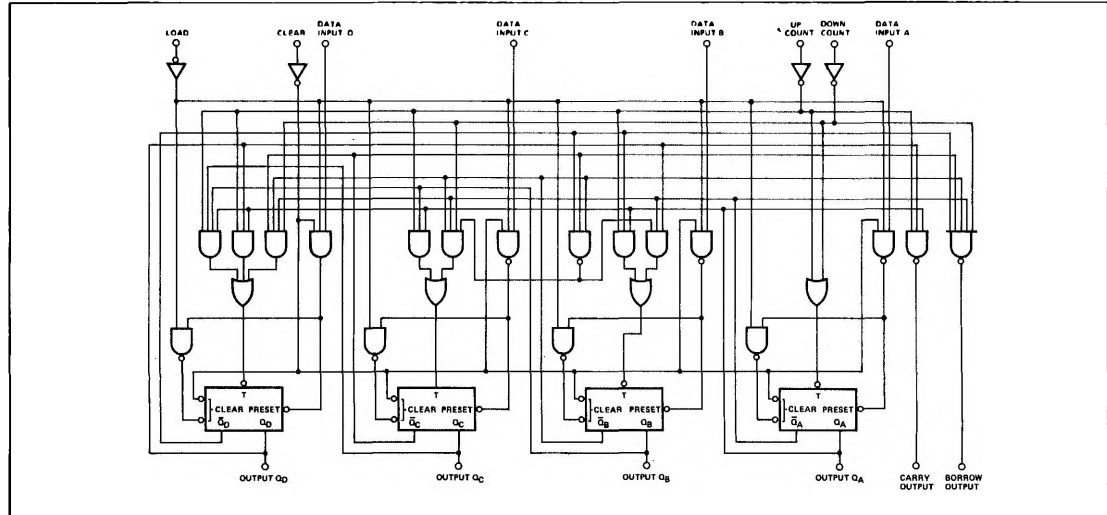 LOAD
CLEAR
DATA
INPUT D
DATA
INPUT C
DATA
INPUT B
UP
COUNT
DOWN
COUNT
DATA
INPUT A
T
CLEAR PRESET
Q̅D QD
T
CLEAR PRESET
Q̅C QC
T
CLEAR PRESET
Q̅B QB
T
CLEAR PRESET
Q̅A QA
OUTPUT QD
OUTPUT QC
OUTPUT QB
OUTPUT QA
CARRY
OUTPUT
BORROW
OUTPUT